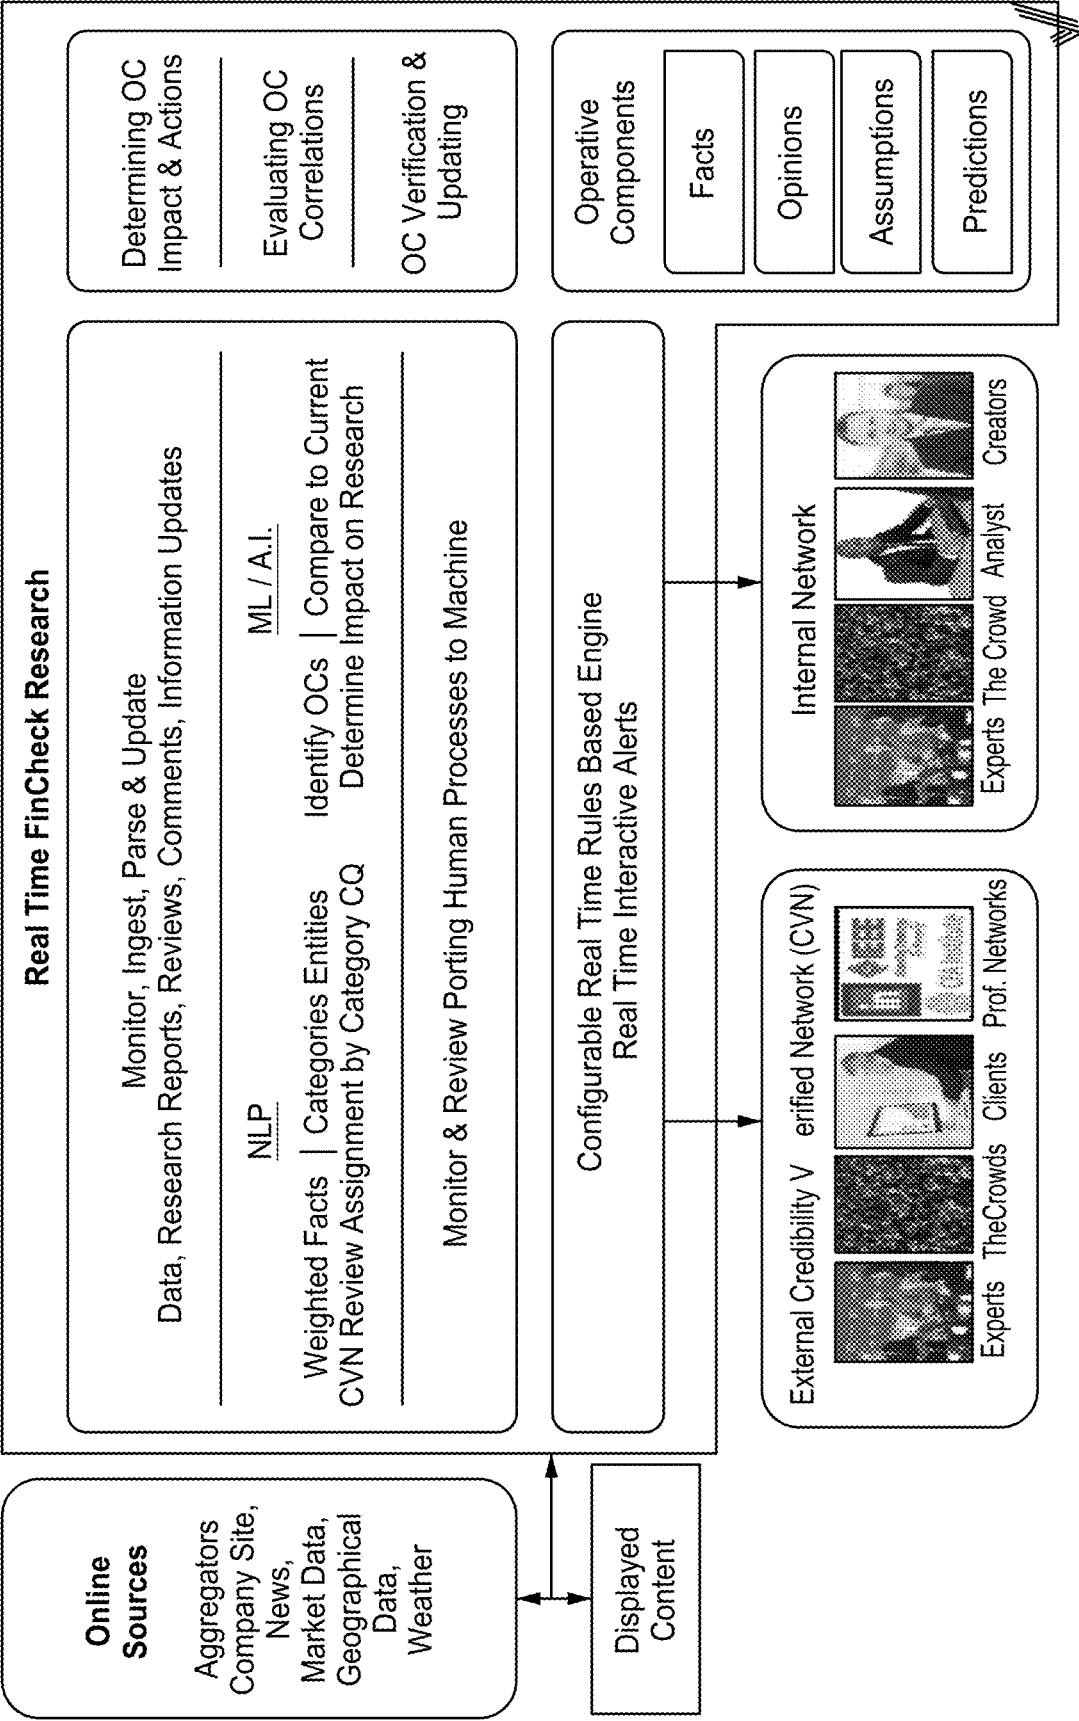 Real Time FinCheck Research
Online
Sources
Aggregators
Company Site,
News,
Market Data,
Geographical
Data,
Weather
Displayed
Content
Monitor, Ingest, Parse & Update
Data, Research Reports, Reviews, Comments, Information Updates
NLP
Weighted Facts | Categories Entities
CVN Review Assignment by Category CQ
ML / A.I.
Identify OCs | Compare to Current
Determine Impact on Research
Monitor & Review Porting Human Processes to Machine
Determining OC
Impact & Actions
Evaluating OC
Correlations
OC Verification &
Updating
Configurable Real Time Rules Based Engine
Real Time Interactive Alerts
Operative
Components
Facts
Opinions
Assumptions
Predictions
External Credibility V erified Network (CVN)
Experts TheCrowds Clients Prof. Networks
Internal Network
Experts The Crowd Analyst Creators